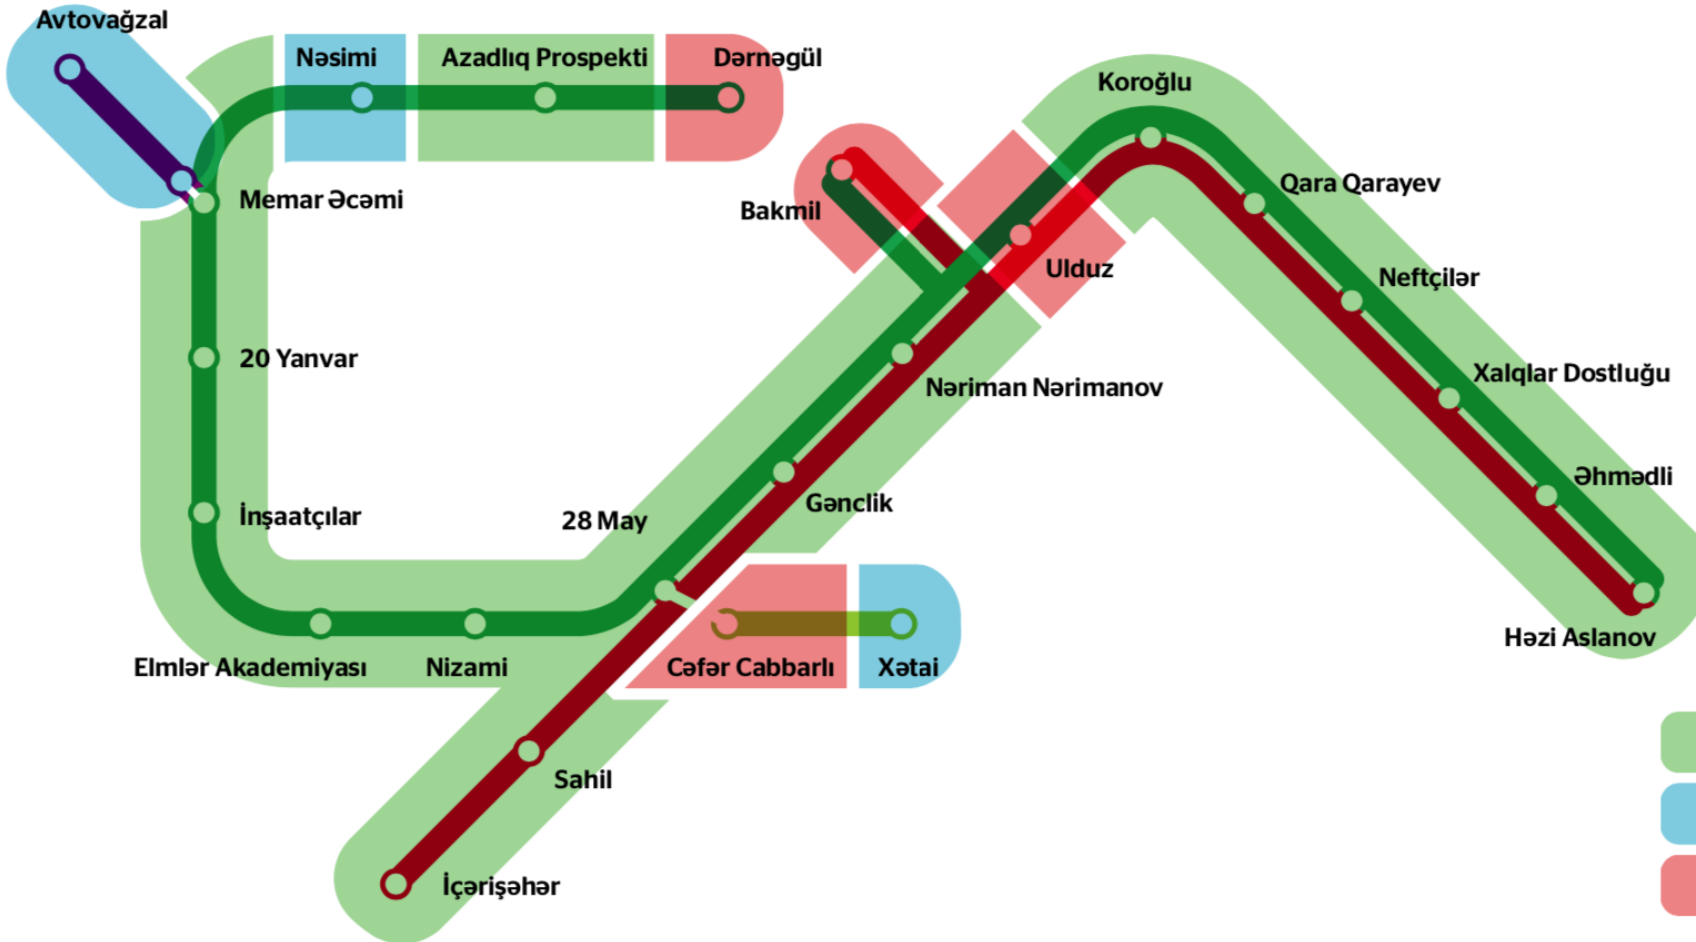 Avtovağzal
Nəsimi
Azadlıq Prospekti
Dərnəgül
Koroğlu
Memar Əcəmi
Bakmil
Qara Qarayev
Ulduz
Neftçilər
20 Yanvar
Nəriman Nərimanov
Xalqlar Dostluğu
Əhmədli
İnşaatçılar
28 May
Gənclik
Həzi Aslanov
Elmlər Akademiyası
Nizami
Cəfər Cabbarlı
Xətai
Sahil
İçərişəhər